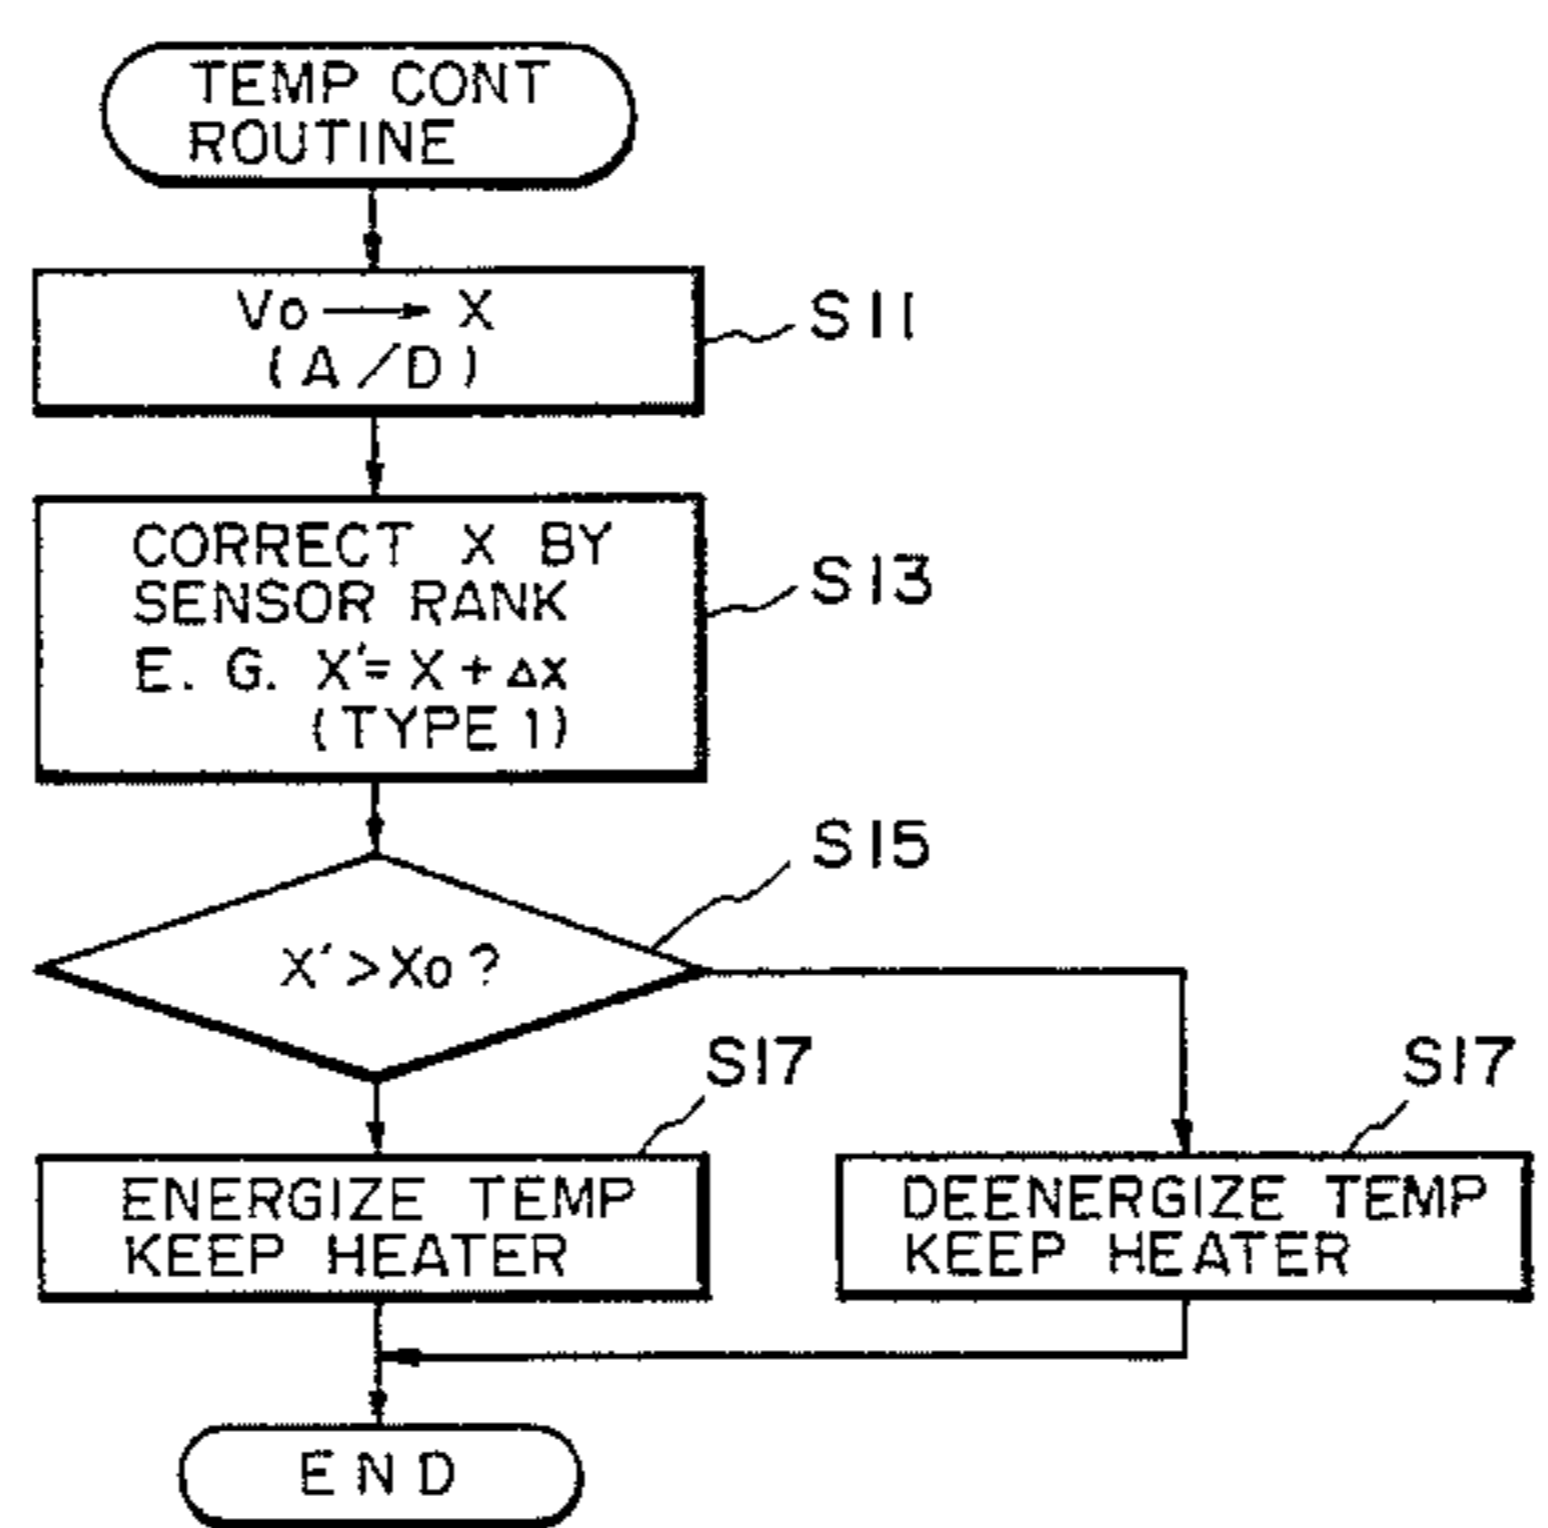 TEMP CONT
ROUTINE
Vo → X
(A/D)
S11
CORRECT X BY
SENSOR RANK
E. G. X'= X + Δx
(TYPE 1)
S13
X' > Xo ?
S15
ENERGIZE TEMP
KEEP HEATER
S17
DEENERGIZE TEMP
KEEP HEATER
S17
END